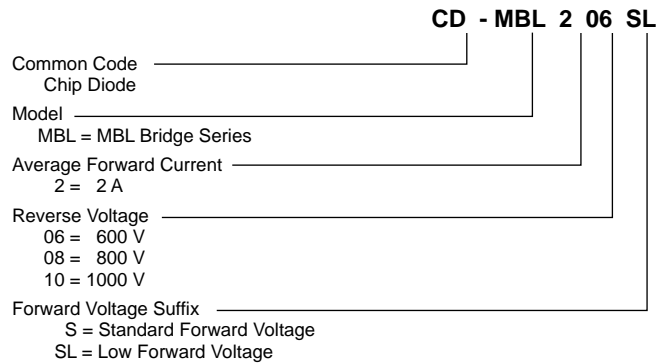 CD - MBL 2 06 SL
Common Code
Chip Diode
Model
MBL = MBL Bridge Series
Average Forward Current
2 = 2 A
Reverse Voltage
06 = 600 V
08 = 800 V
10 = 1000 V
Forward Voltage Suffix
S = Standard Forward Voltage
SL = Low Forward Voltage